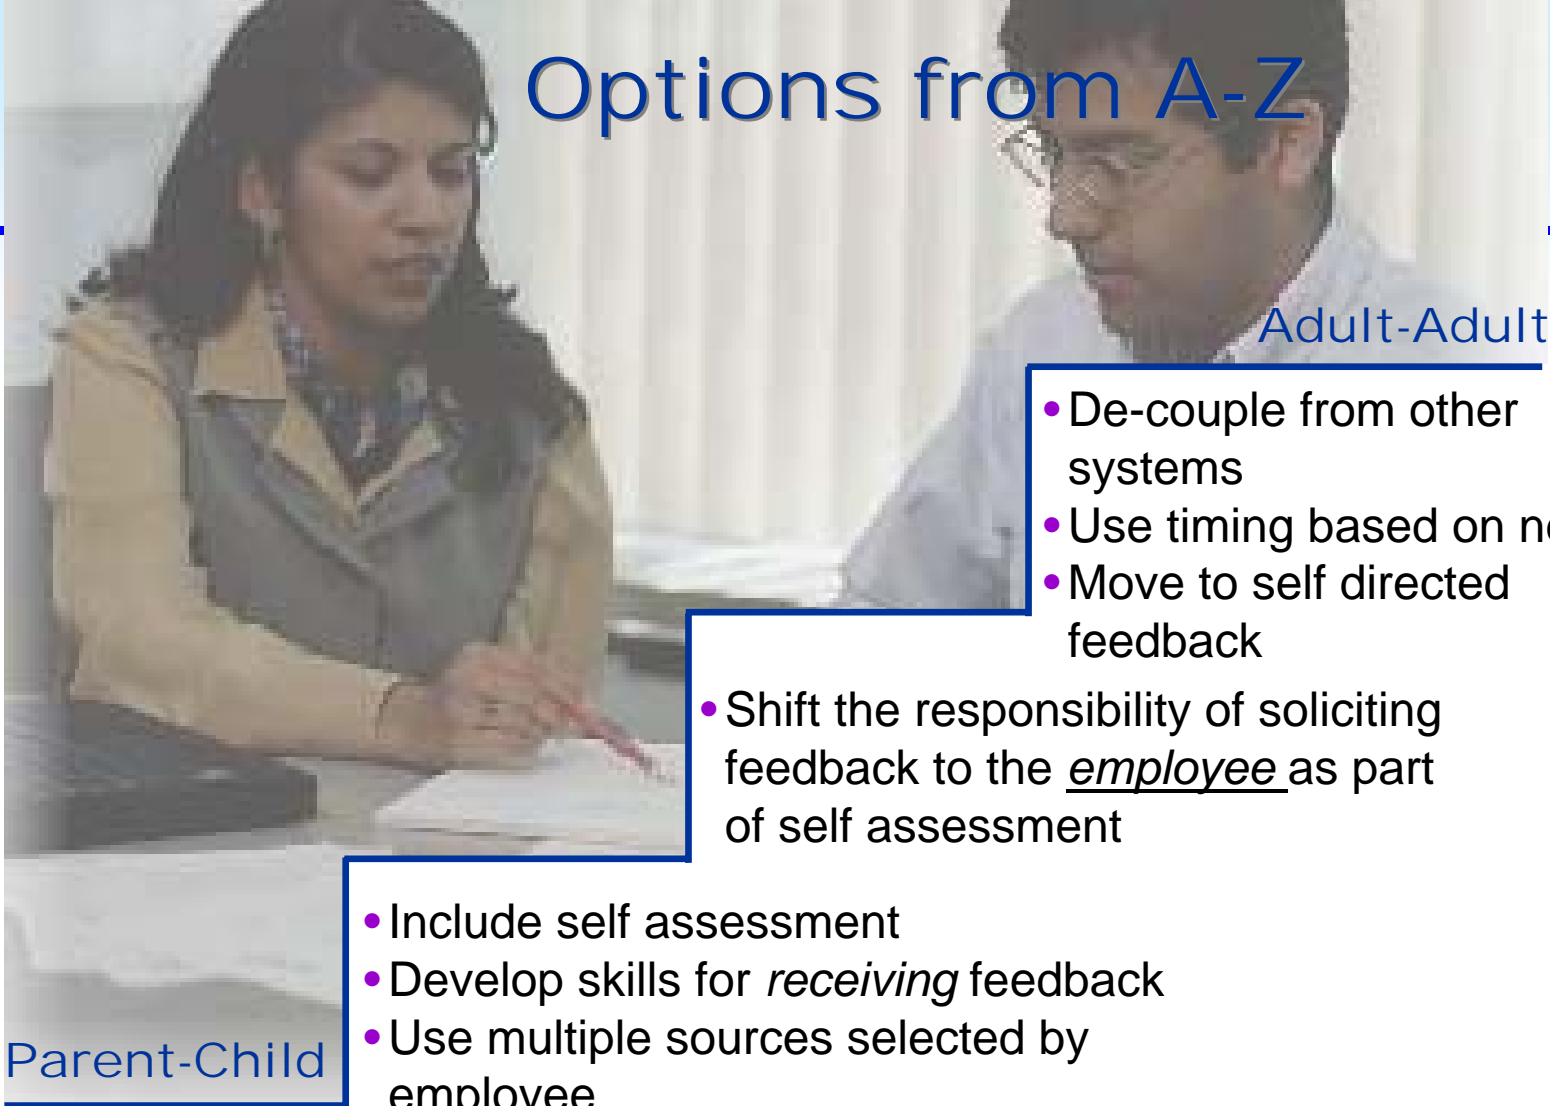 Options from A-Z
Adult-Adult
•De-couple from other
systems
•Use timing based on
•Move to self directed
feedback
•Shift the responsibility of soliciting
feedback to the employee as part
of self assessment
•Include self assessment
•Develop skills for receiving feedback
•Use multiple sources selected by
employee
Parent-Child